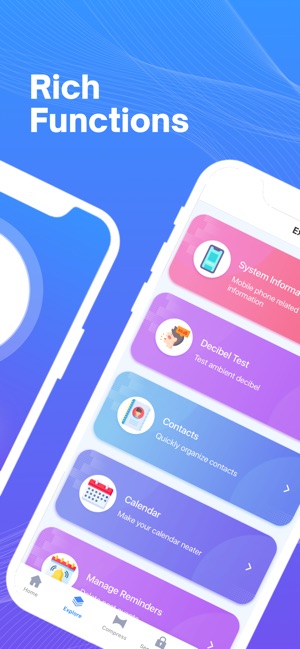 Rich
Functions
System Informa
Mobile phone related
information
Decibel Test
Test ambient decibel
Contacts
Quickly organize contacts
Calendar
Make your calendar neater
Manage Reminders
Home
Explore
Compress